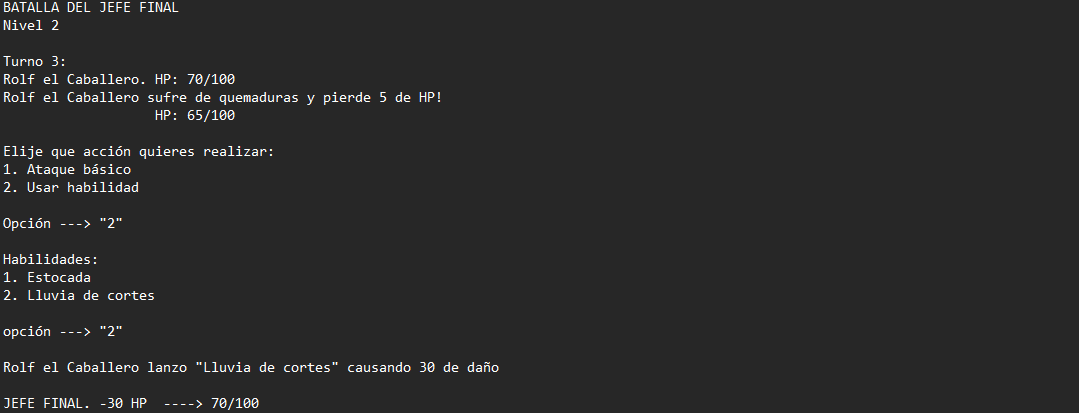 BATALLA DEL JEFE FINAL
Nivel 2
Turno 3:
Rolf el Caballero. HP: 70/100
Rolf el Caballero sufre de quemaduras y pierde 5 de HP!
HP: 65/100
Elije que acción quieres realizar:
1. Ataque básico
2. Usar habilidad
Opción ---> "2"
Habilidades:
1. Estocada
2. Lluvia de cortes
opción ---> "2"
Rolf el Caballero lanzo "Lluvia de cortes" causando 30 de daño
JEFE FINAL. -30 HP  ----> 70/100